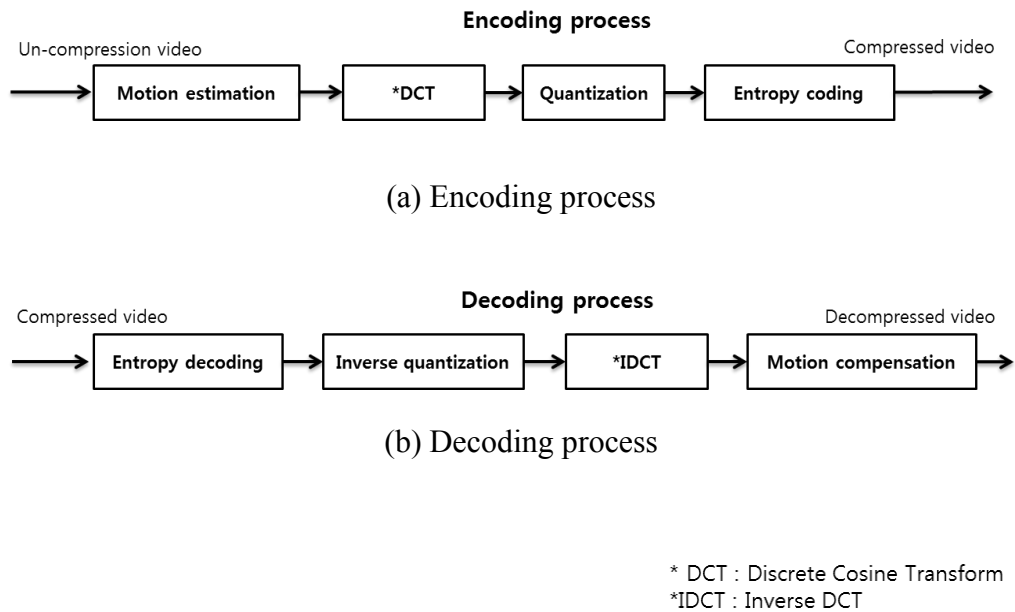 Encoding process
Un-compression video
Compressed video
Motion estimation
*DCT
Quantization
Entropy coding
(a) Encoding process
Decoding process
Compressed video
Decompressed video
Entropy decoding
Inverse quantization
*IDCT
Motion compensation
(b) Decoding process
* DCT : Discrete Cosine Transform
*IDCT : Inverse DCT